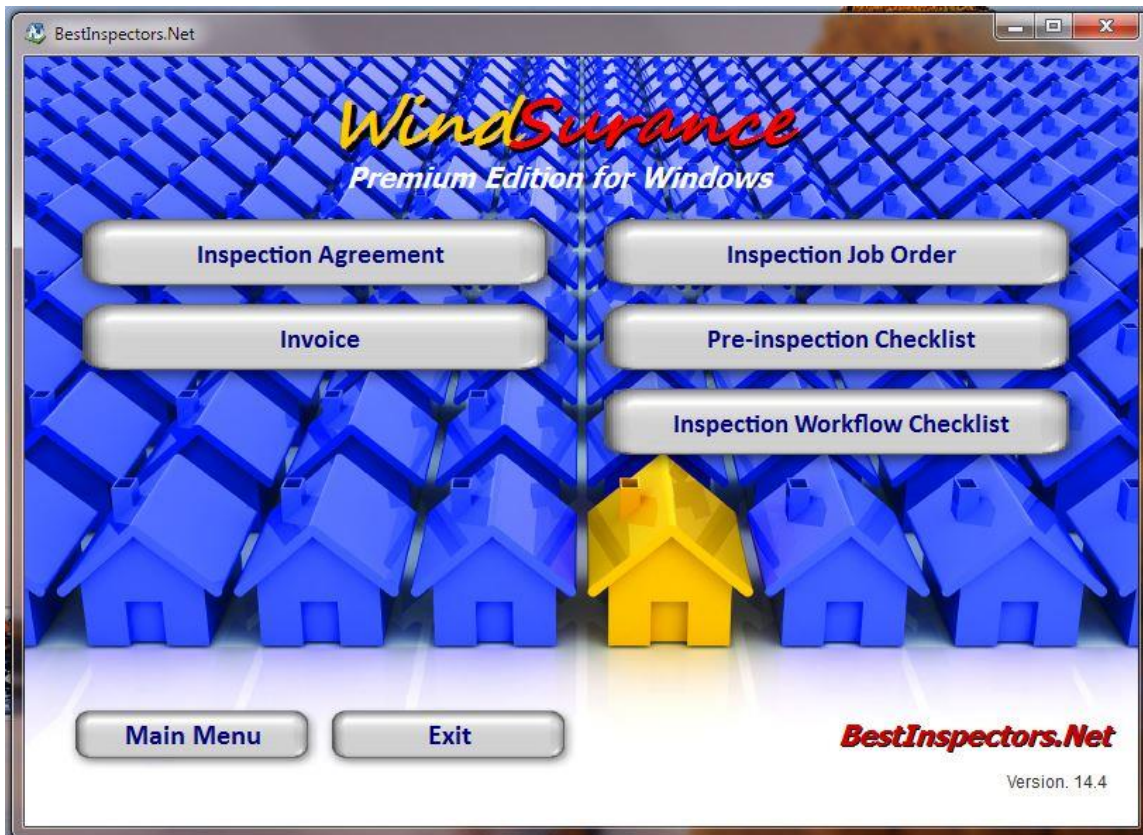 BestInspectors.Net
WindSurance
Premium Edition for Windows
Inspection Agreement
Inspection Job Order
Invoice
Pre-inspection Checklist
Inspection Workflow Checklist
Main Menu
Exit
BestInspectors.Net
Version. 14.4